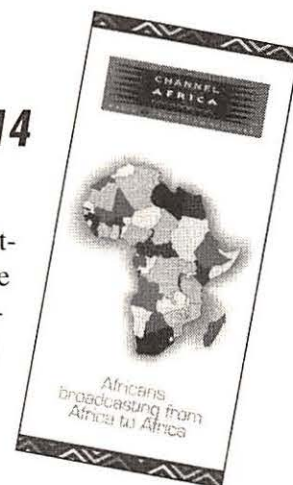 14
t-
e
-
CHANNEL
AFRICA
Africans
broadcasting from
Africa to Africa